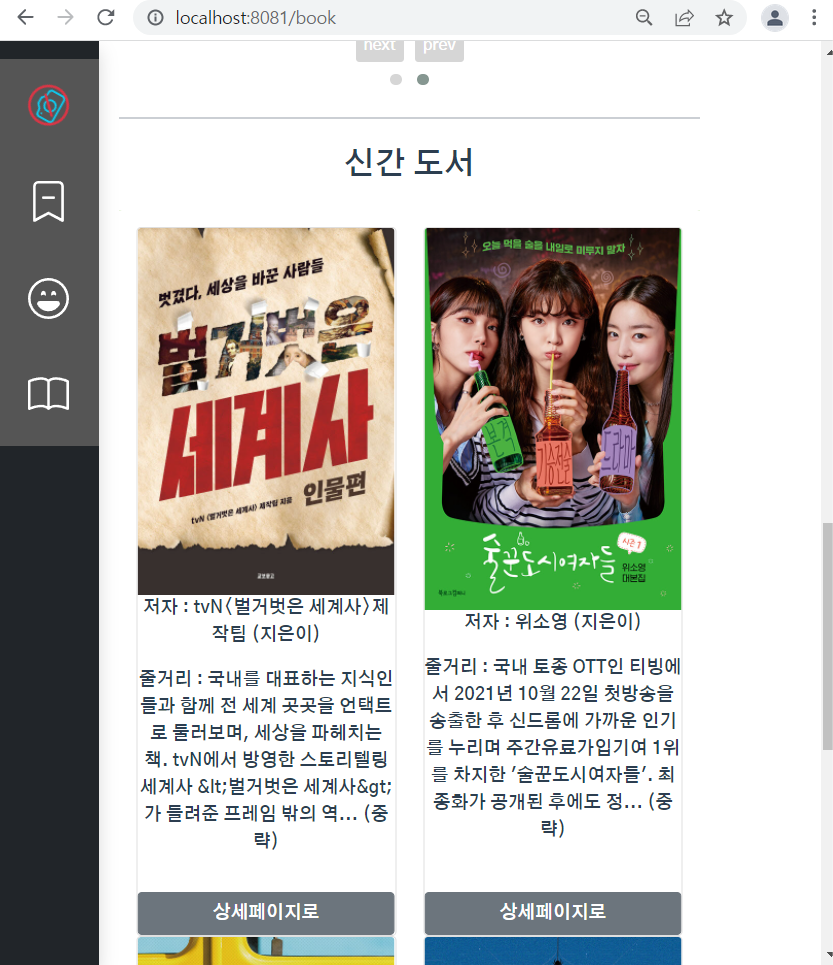 localhost:8081/book
next prev
신간 도서
벗겼다, 세상을 바꾼 사람들
벌거벗은
세계사
인물편
tvN 〈벌거벗은 세계사〉 제작팀 지음
교보문고
저자 : tvN〈벌거벗은 세계사〉제
작팀 (지은이)
줄거리 : 국내를 대표하는 지식인
들과 함께 전 세계 곳곳을 언택트
로 둘러보며, 세상을 파헤치는
책. tvN에서 방영한 스토리텔링
세계사 &lt;벌거벗은 세계사&gt;
가 들려준 프레임 밖의 역... (중
략)
상세페이지로
오늘 먹을 술을 내일로 미루지 말자
본격
기승전술
드라마
술꾼도시여자들
시즌 1
위소영
대본집
저자 : 위소영 (지은이)
줄거리 : 국내 토종 OTT인 티빙에
서 2021년 10월 22일 첫방송을
송출한 후 신드롬에 가까운 인기
를 누리며 주간유료가입기여 1위
를 차지한 ‘술꾼도시여자들’. 최
종화가 공개된 후에도 정... (중
략)
상세페이지로